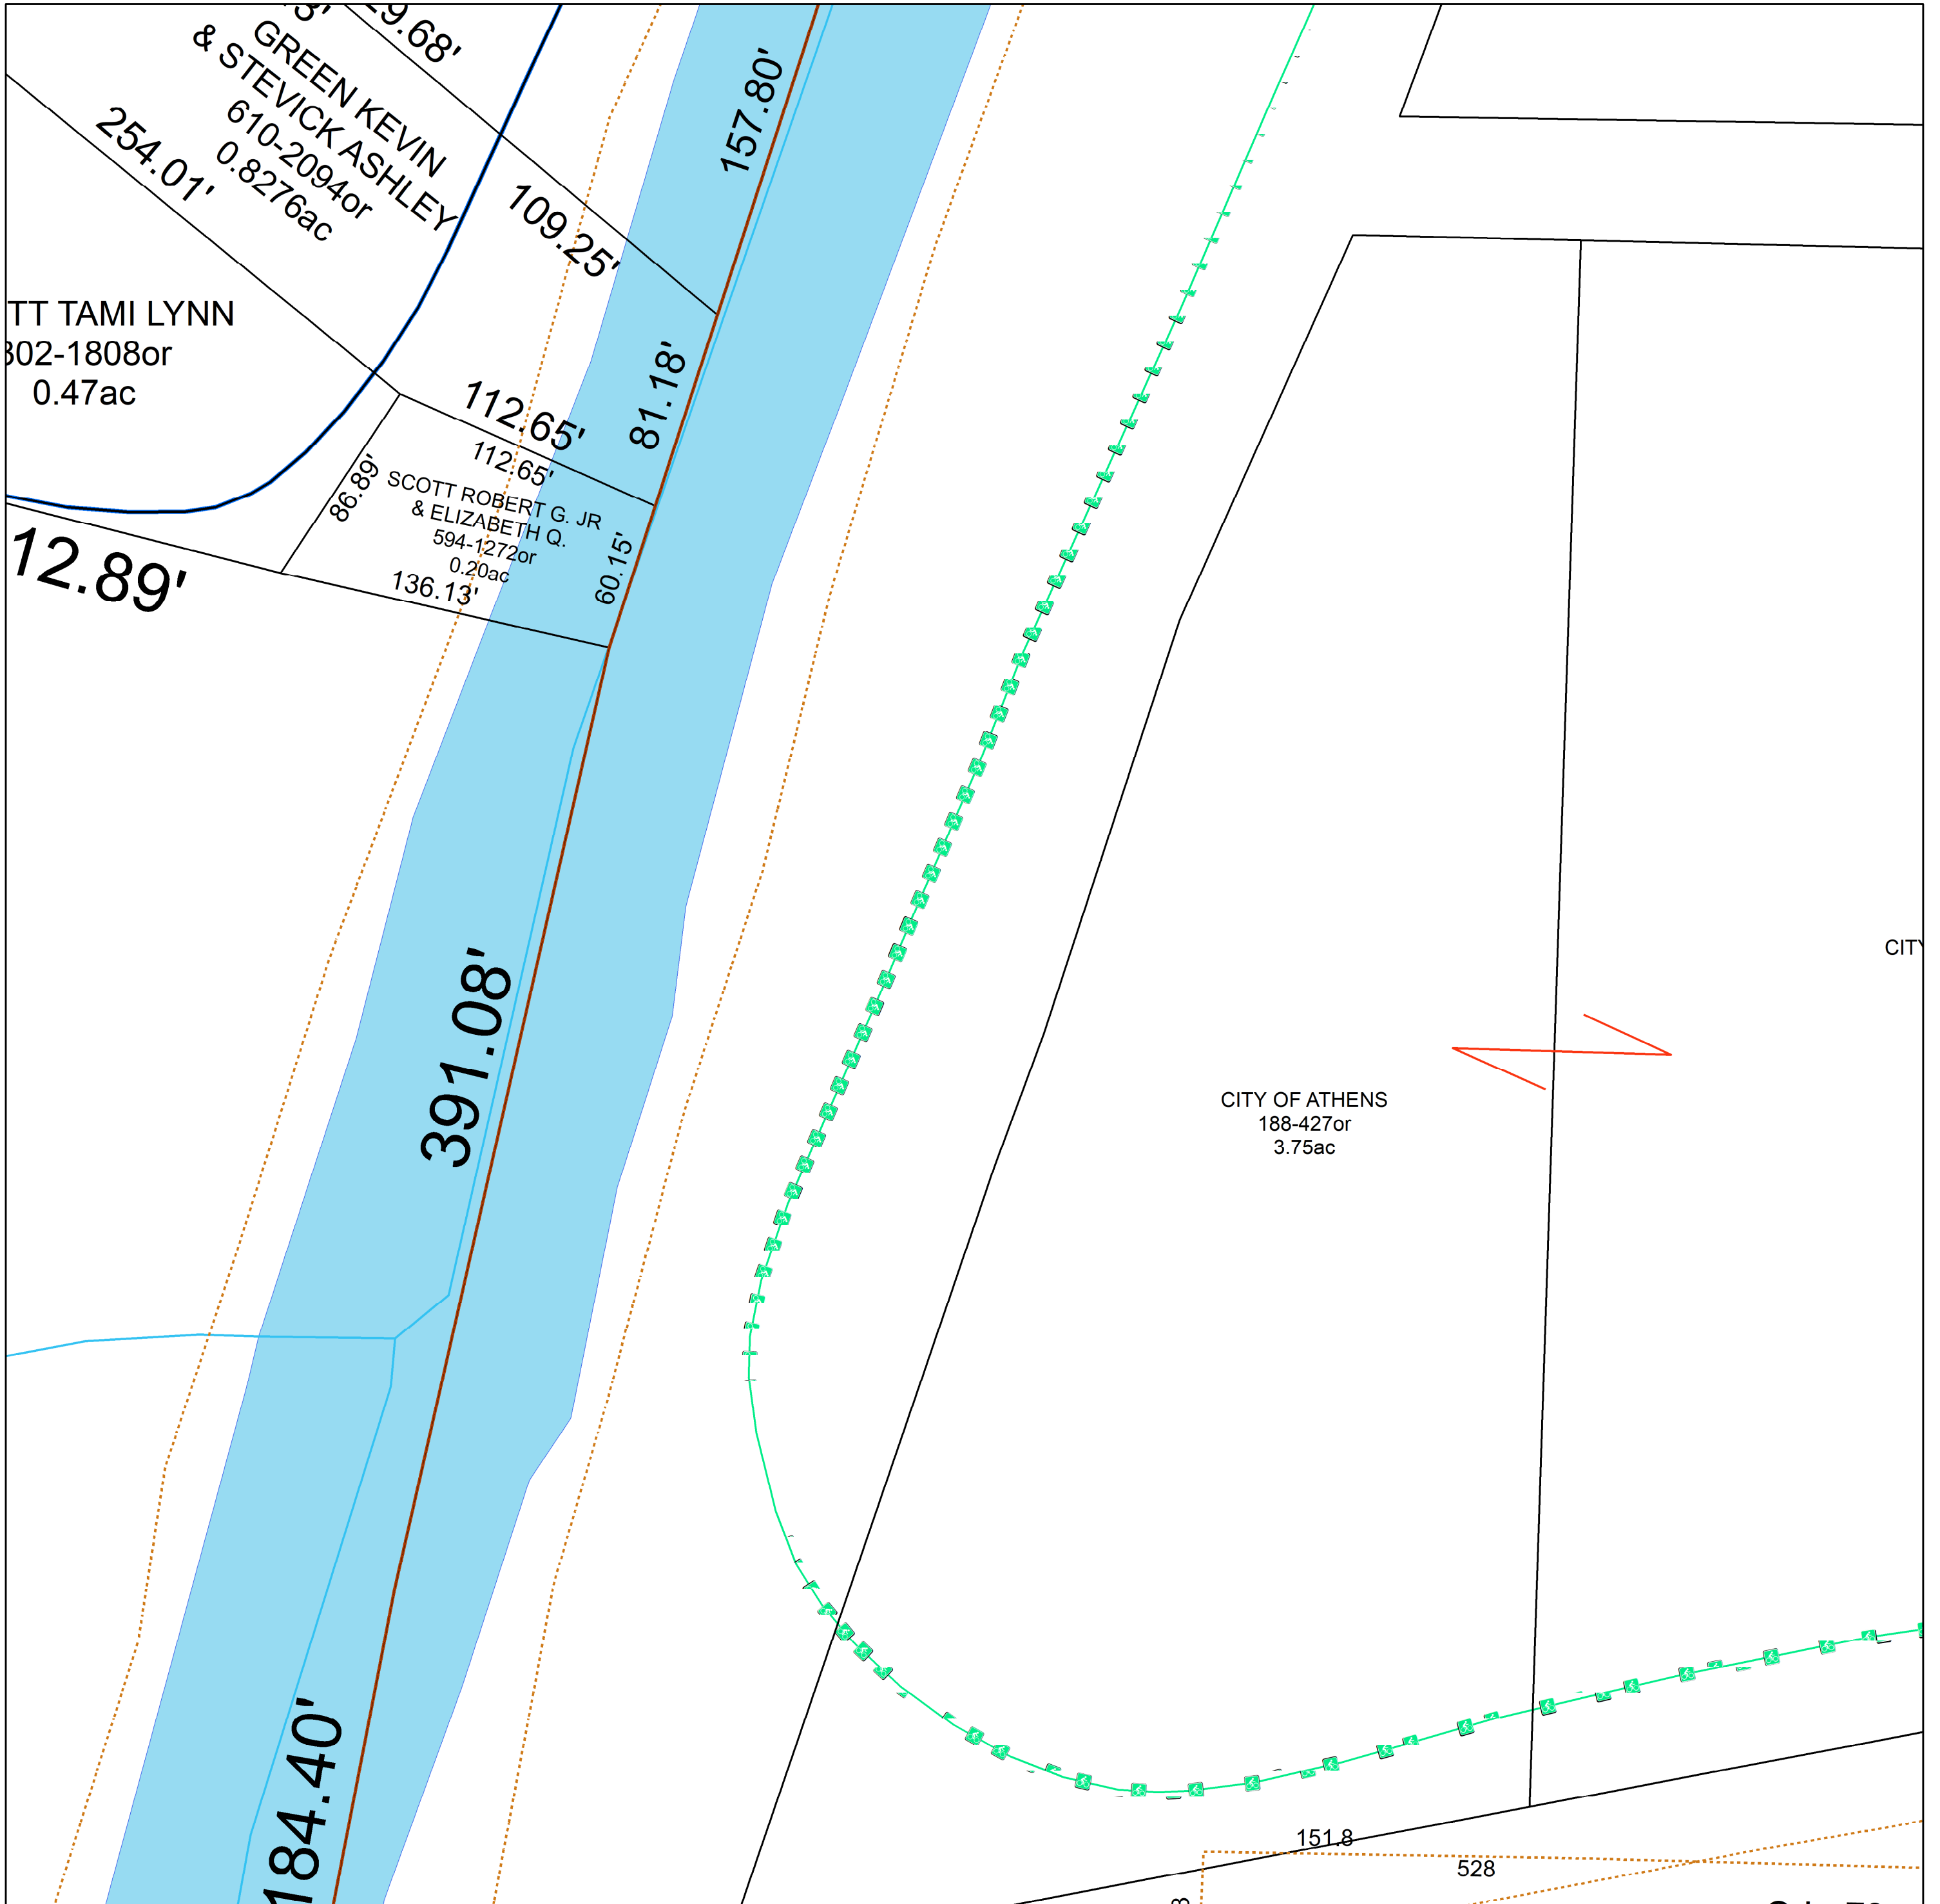 GREEN KEVIN
& STEVICK ASHLEY
610-2094or
0.8276ac
254.01'
109.25'
157.80'
TT TAMI LYNN
302-1808or
0.47ac
112.65'
81.18'
112.65'
86.89'
SCOTT ROBERT G. JR
& ELIZABETH Q.
594-1272or
0.20ac
60.15'
136.13'
12.89'
391.08'
CITY
CITY OF ATHENS
188-427or
3.75ac
184.40'
151.8
528